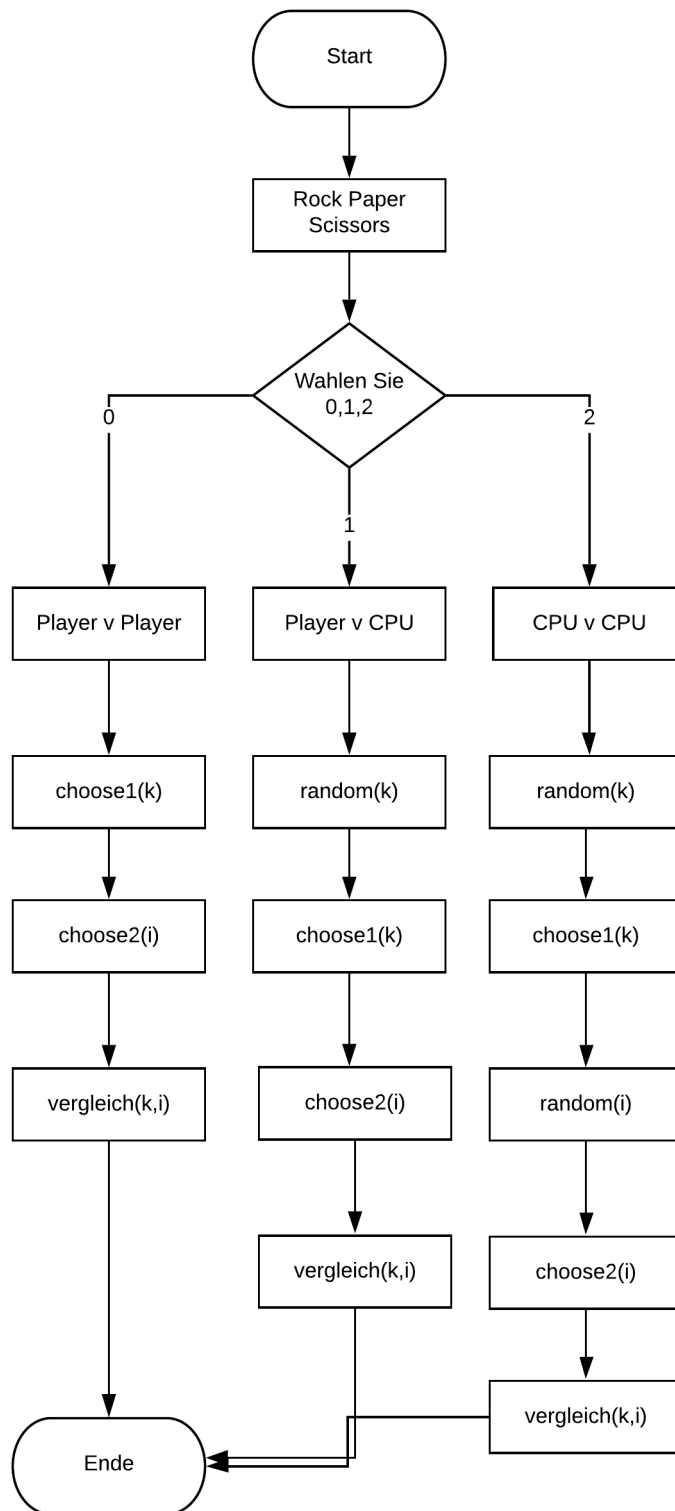 Start
Rock Paper
Scissors
Wahlen Sie
0,1,2
0
1
2
Player v Player
Player v CPU
CPU v CPU
choose1(k)
random(k)
random(k)
choose2(i)
choose1(k)
choose1(k)
vergleich(k,i)
choose2(i)
random(i)
vergleich(k,i)
choose2(i)
vergleich(k,i)
Ende